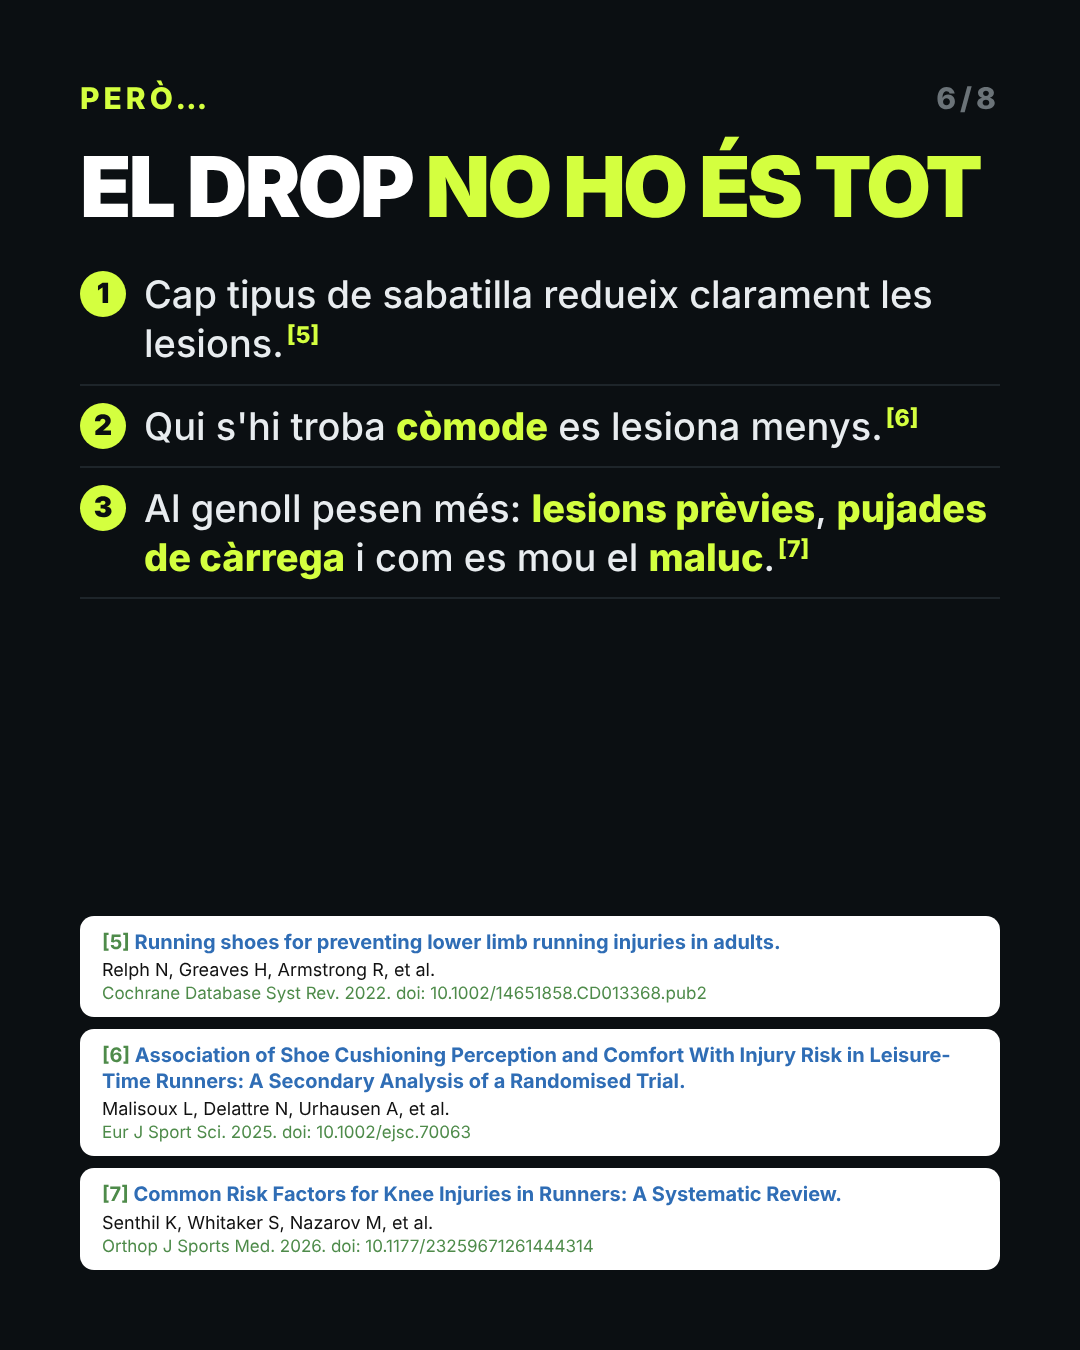 PERÒ...
6/8
EL DROP NO HO ÉS TOT
1 Cap tipus de sabatilla redueix clarament les
lesions.[5]
2 Qui s'hi troba còmode es lesiona menys.[6]
3 Al genoll pesen més: lesions prèvies, pujades
de càrrega i com es mou el maluc.[7]
[5] Running shoes for preventing lower limb running injuries in adults.
Relph N, Greaves H, Armstrong R, et al.
Cochrane Database Syst Rev. 2022. doi: 10.1002/14651858.CD013368.pub2
[6] Association of Shoe Cushioning Perception and Comfort With Injury Risk in Leisure-
Time Runners: A Secondary Analysis of a Randomised Trial.
Malisoux L, Delattre N, Urhausen A, et al.
Eur J Sport Sci. 2025. doi: 10.1002/ejsc.70063
[7] Common Risk Factors for Knee Injuries in Runners: A Systematic Review.
Senthil K, Whitaker S, Nazarov M, et al.
Orthop J Sports Med. 2026. doi: 10.1177/23259671261444314